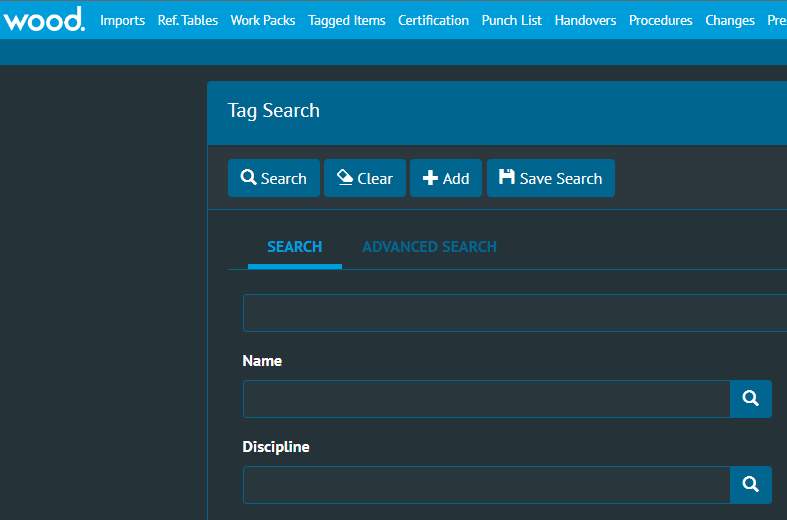 wood. Imports Ref. Tables Work Packs Tagged Items Certification Punch List Handovers Procedures Changes Pre
Tag Search
Search Clear Add Save Search
SEARCH ADVANCED SEARCH
Name
Discipline